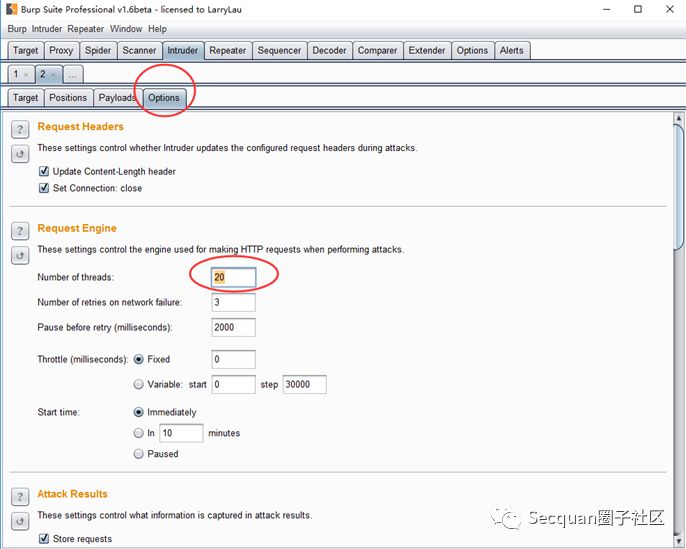 Burp Suite Professional v1.6beta - licensed to LarryLau
Burp Intruder Repeater Window Help
Target Proxy Spider Scanner Intruder Repeater Sequencer Decoder Comparer Extender Options Alerts
1 × 2 × ...
Target Positions Payloads Options
? Request Headers
These settings control whether Intruder updates the configured request headers during attacks.
Update Content-Length header
Set Connection: close
? Request Engine
These settings control the engine used for making HTTP requests when performing attacks.
Number of threads: 20
Number of retries on network failure: 3
Pause before retry (milliseconds): 2000
Throttle (milliseconds): Fixed 0
Variable: start 0 step 30000
Start time: Immediately
In 10 minutes
Paused
? Attack Results
These settings control what information is captured in attack results.
Store requests
Secquan圈子社区